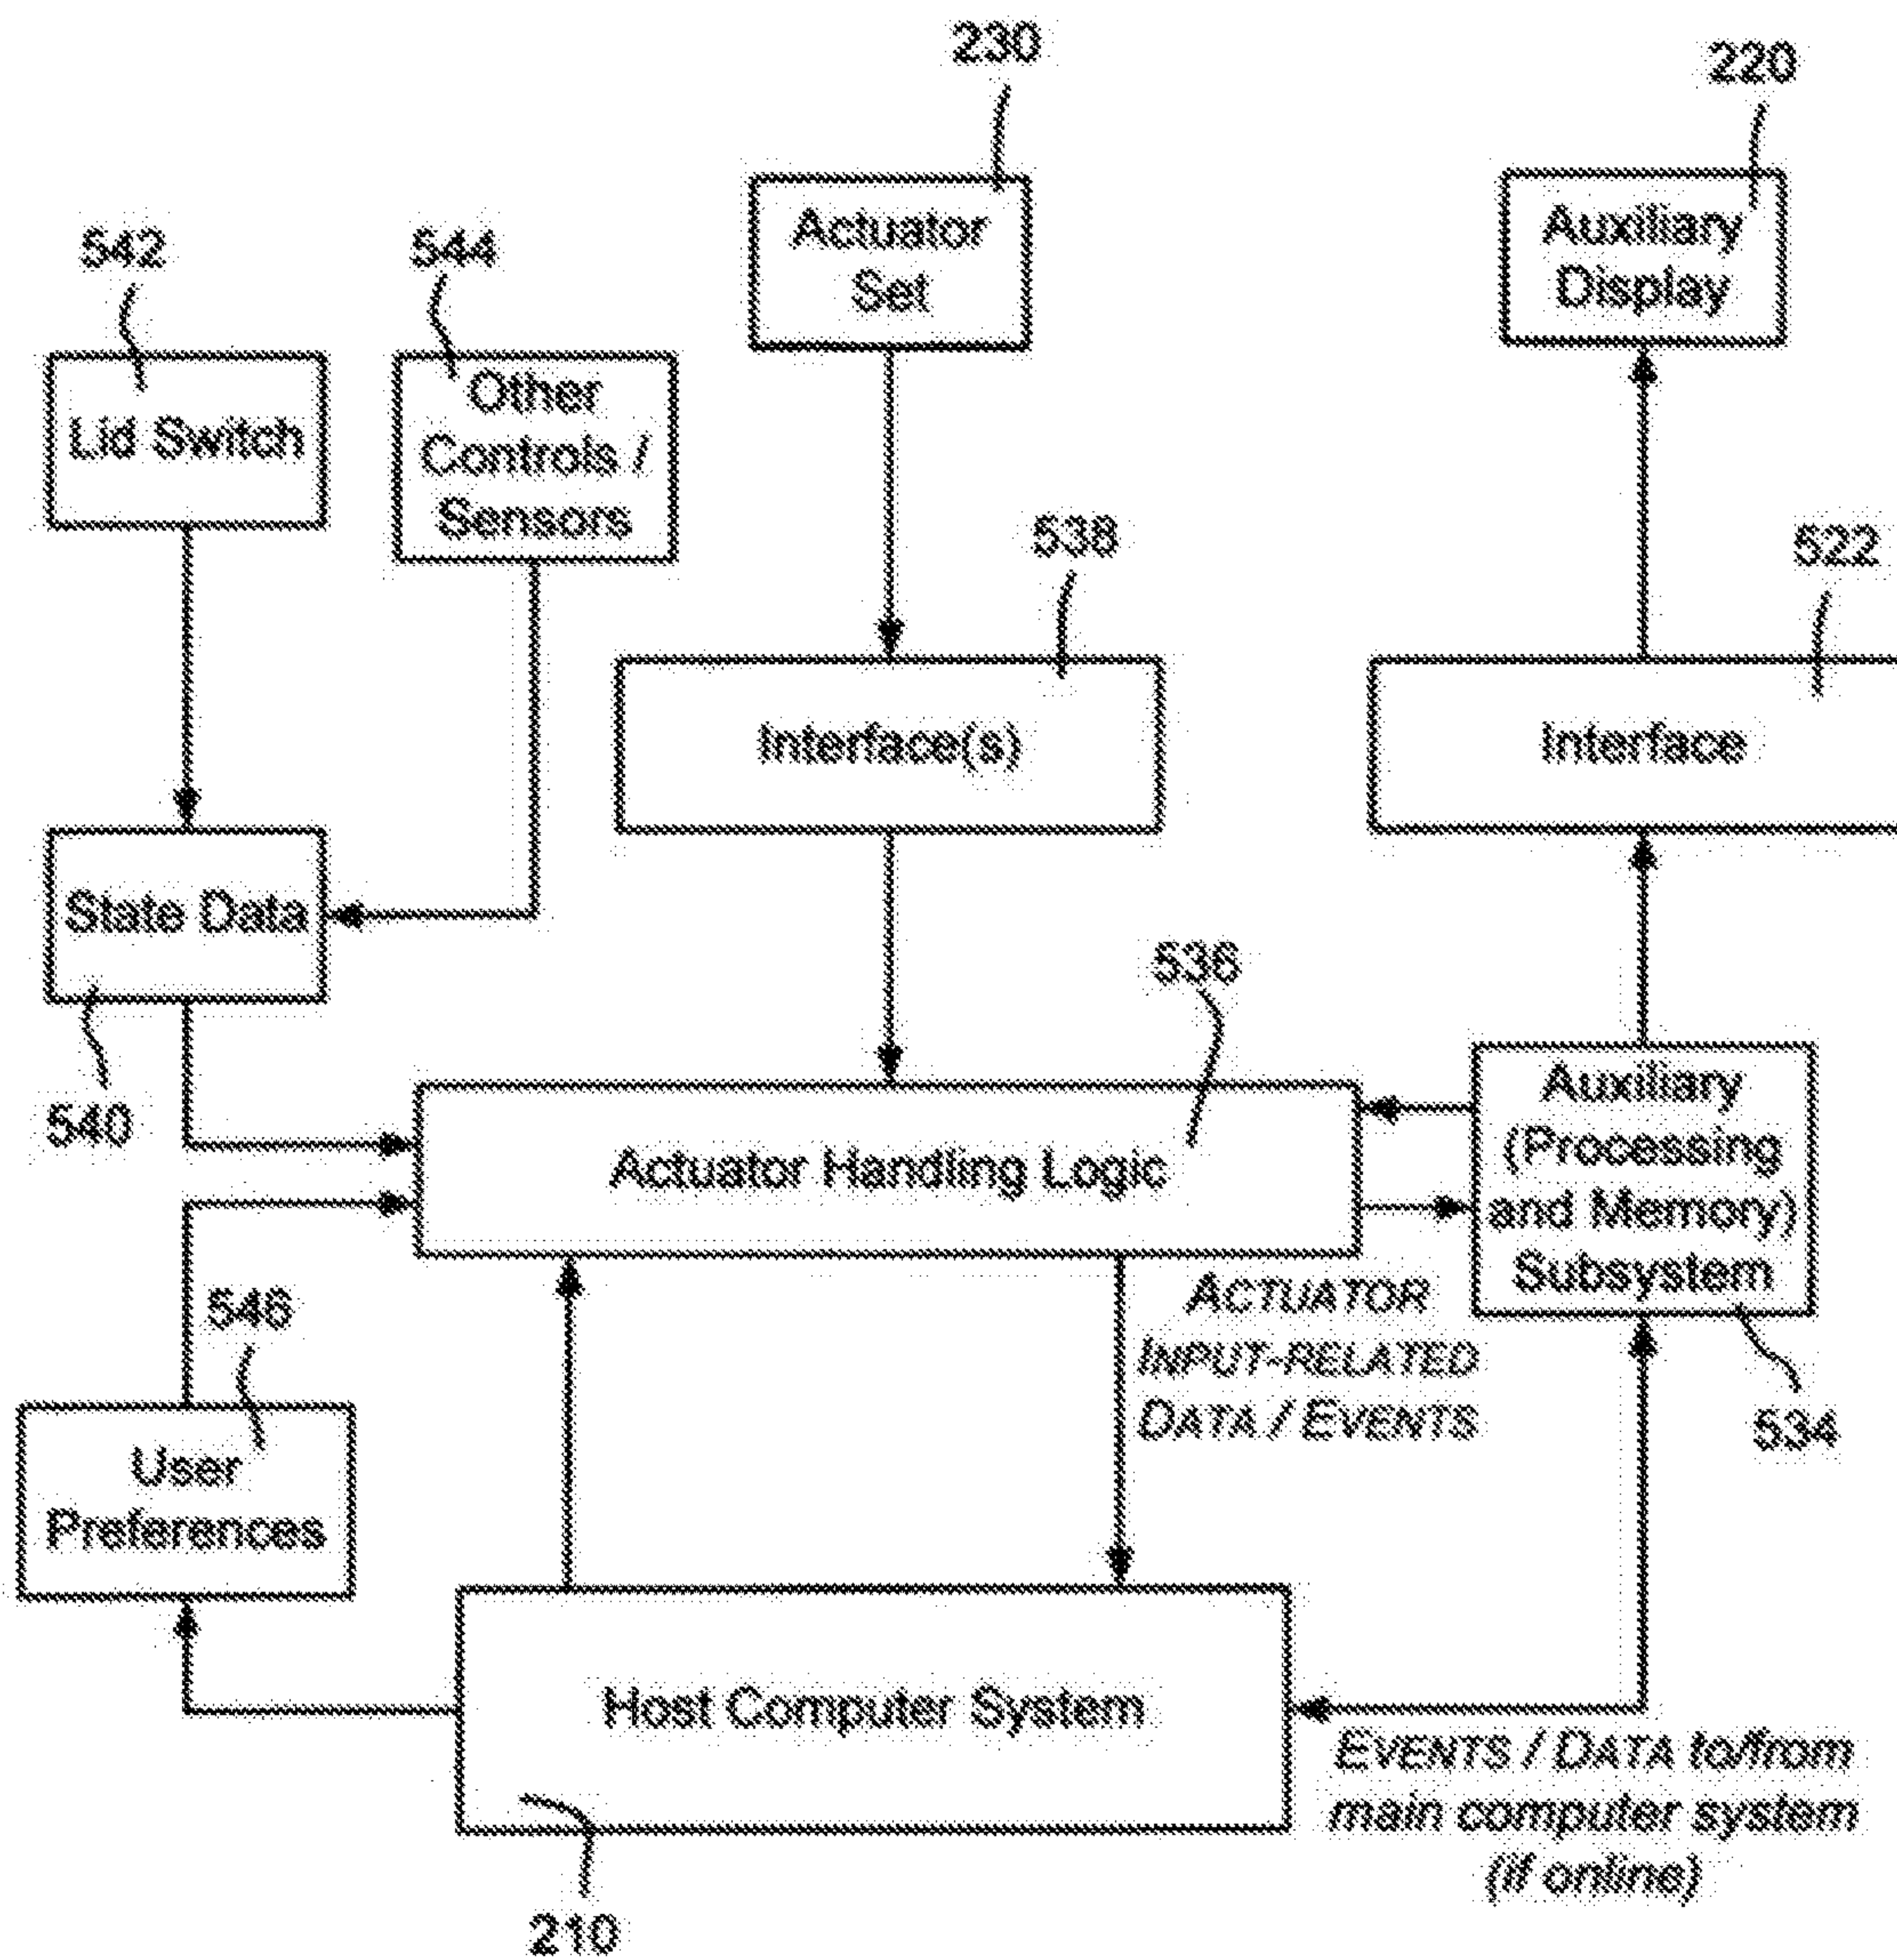 230
220
Actuator
Set
Auxiliary
Display
542
544
Lid Switch
Other
Controls /
Sensors
538
522
Interface(s)
Interface
State Data
536
540
Actuator Handling Logic
Auxiliary
(Processing
and Memory)
Subsystem
546
ACTUATOR
INPUT-RELATED
DATA / EVENTS
534
User
Preferences
Host Computer System
EVENTS / DATA to/from
main computer system
(if online)
210